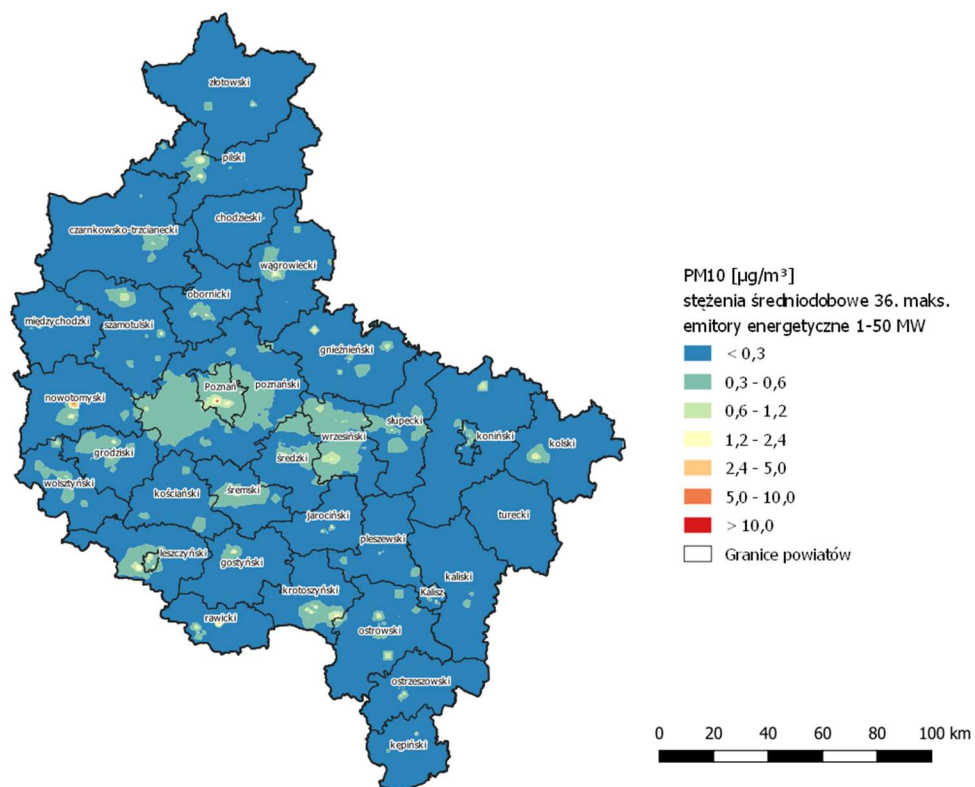 złotowski
pilski
chodzieski
czarnkowsko-trzcianecki
wągrowiecki
obornicki
międzychodzki
szamotulski
gnieźnieński
Poznań
poznański
nowotomyski
słupecki
wrzesiński
koniński
kolski
grodziski
średzki
wolsztyński
kościański
śremski
jarociński
turecki
pleszewski
leszczyński
gostyński
kaliski
krotoszyński
Kalisz
rawicki
ostrowski
ostrzeszowski
kępiński
PM10 [µg/m³]
stężenia średniodobowe 36. maks.
emitory energetyczne 1-50 MW
< 0,3
0,3 - 0,6
0,6 - 1,2
1,2 - 2,4
2,4 - 5,0
5,0 - 10,0
> 10,0
Granice powiatów
0 20 40 60 80 100 km